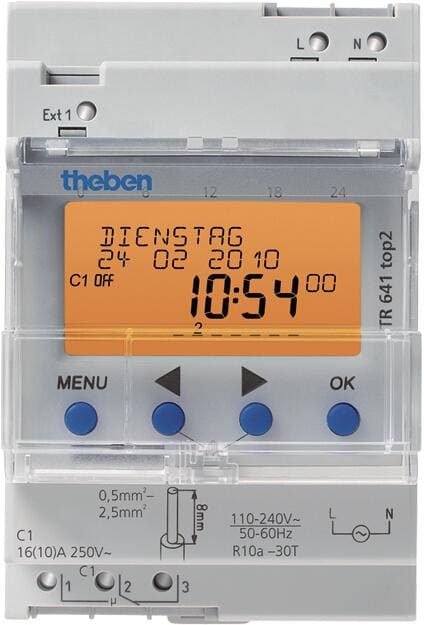 L N
Ext 1
theben
0 6 12 18 24
DIENSTAG
24 02 2010
C1 OFF 10:54 00
2
TR 641 top2
MENU OK
0,5mm²–
2,5mm²
8mm
110-240V~
50-60Hz
R10a –30T
L N
C1
16(10)A 250V~
C1
1 2 3
µ